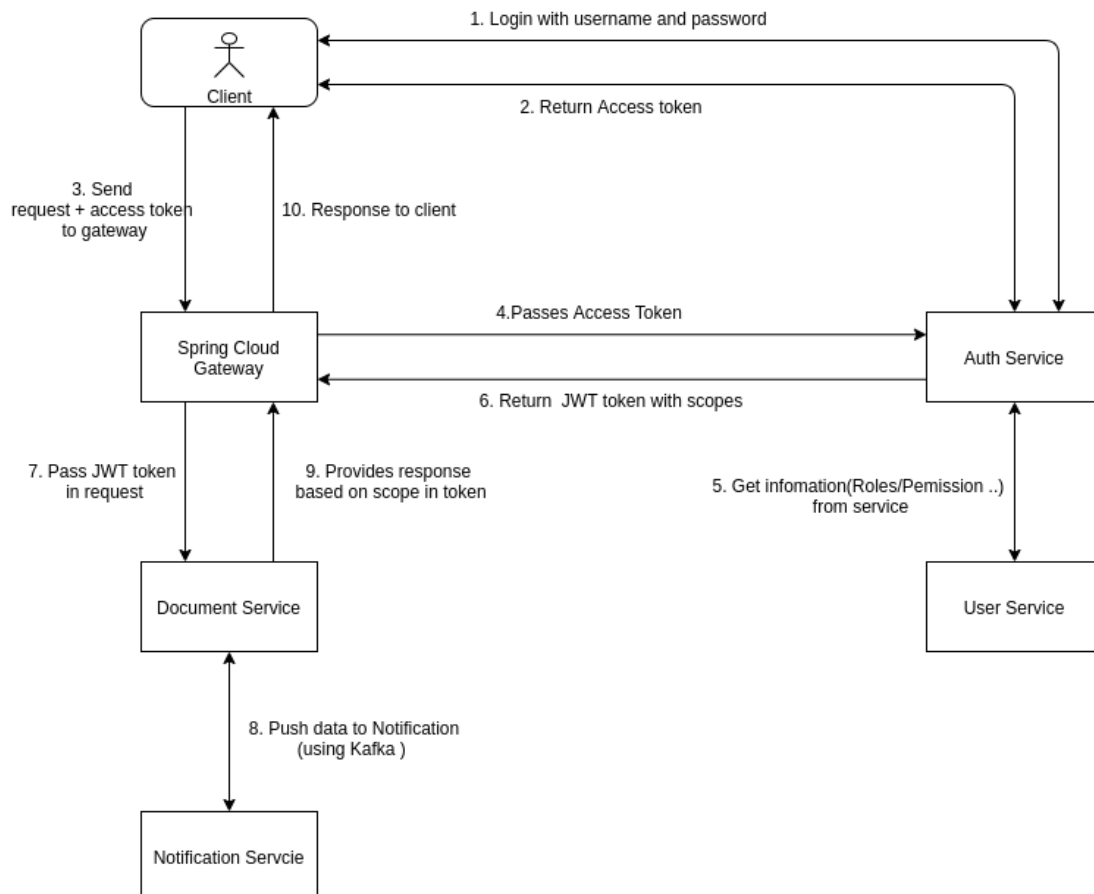 1. Login with username and password
Client
2. Return Access token
3. Send
request + access token
to gateway
10. Response to client
4.Passes Access Token
Spring Cloud
Gateway
Auth Service
6. Return  JWT token with scopes
7. Pass JWT token
in request
9. Provides response
based on scope in token
5. Get infomation(Roles/Pemission ..)
from service
Document Service
User Service
8. Push data to Notification
(using Kafka )
Notification Servcie